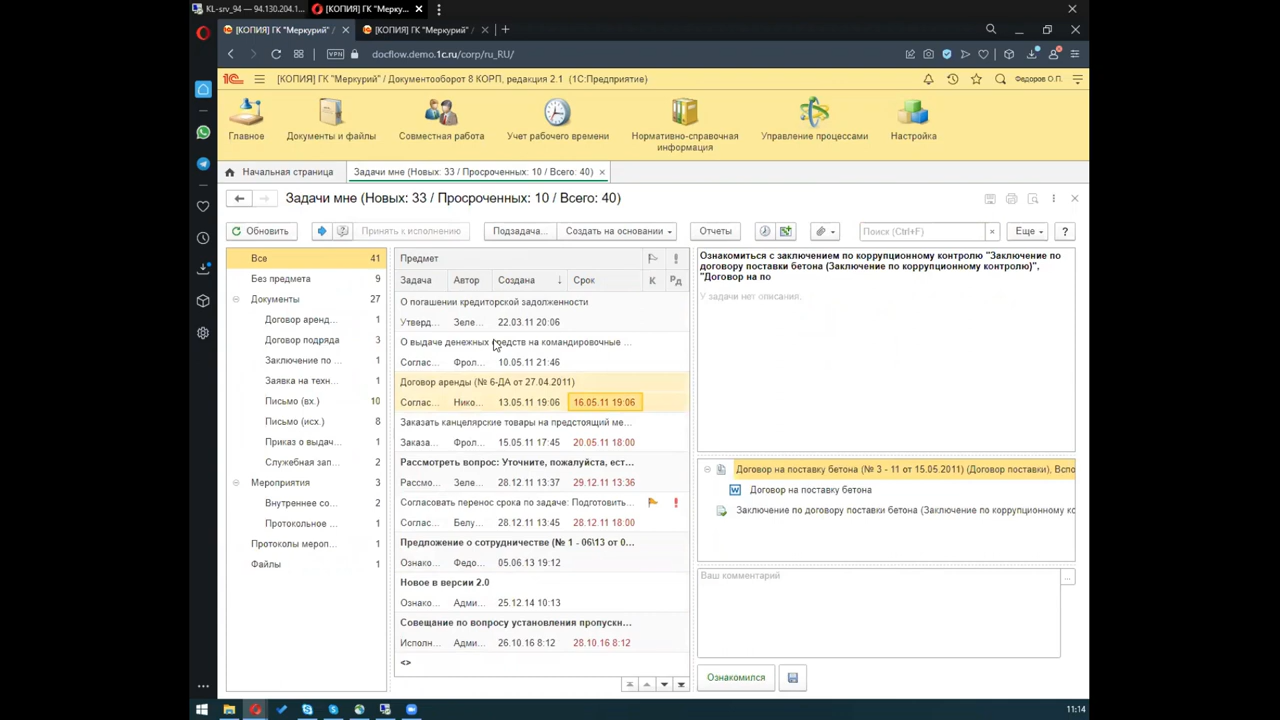 KL-srv_94 — 94.130.204.1...
[КОПИЯ] ГК "Мерку...
[КОПИЯ] ГК "Меркурий" /
[КОПИЯ] ГК "Меркурий" /
VPN
docflow.demo.1c.ru/corp/ru_RU/
[КОПИЯ] ГК "Меркурий" / Документооборот 8 КОРП, редакция 2.1 (1С:Предприятие)
Федоров О.П.
Главное
Документы и файлы
Совместная работа
Учет рабочего времени
Нормативно-справочная информация
Управление процессами
Настройка
Начальная страница
Задачи мне (Новых: 33 / Просроченных: 10 / Всего: 40)
Задачи мне (Новых: 33 / Просроченных: 10 / Всего: 40)
Обновить
Принять к исполнению
Подзадача...
Создать на основании
Отчеты
Поиск (Ctrl+F)
Еще
?
Все 41
Без предмета 9
Документы 27
Договор аренд... 1
Договор подряда 3
Заключение по ... 1
Заявка на техн... 1
Письмо (вх.) 10
Письмо (исх.) 8
Приказ о выдач... 1
Служебная зап... 2
Мероприятия 3
Внутреннее со... 2
Протокольное ... 1
Протоколы мероп... 1
Файлы 1
Предмет
Задача Автор Создана ↓ Срок К Рд
О погашении кредиторской задолженности
Утверд... Зеле... 22.03.11 20:06
О выдаче денежных средств на командировочные ...
Соглас... Фрол... 10.05.11 21:46
Договор аренды (№ 6-ДА от 27.04.2011)
Соглас... Нико... 13.05.11 19:06 16.05.11 19:06
Заказать канцелярские товары на предстоящий ме...
Заказа... Фрол... 15.05.11 17:45 20.05.11 18:00
Рассмотреть вопрос: Уточните, пожалуйста, ест...
Рассмо... Зеле... 28.12.11 13:37 29.12.11 13:36
Согласовать перенос срока по задаче: Подготовить...
Соглас... Белу... 28.12.11 13:45 28.12.11 18:00
Предложение о сотрудничестве (№ 1 - 06\13 от 0...
Ознако... Федо... 05.06.13 19:12
Новое в версии 2.0
Ознако... Адми... 25.12.14 10:13
Совещание по вопросу установления пропускн...
Исполн... Адми... 26.10.16 8:12 28.10.16 8:12
<>
Ознакомиться с заключением по коррупционному контролю "Заключение по
договору поставки бетона (Заключение по коррупционному контролю)",
"Договор на по
У задачи нет описания.
Договор на поставку бетона (№ 3 - 11 от 15.05.2011) (Договор поставки), Вспо
Договор на поставку бетона
Заключение по договору поставки бетона (Заключение по коррупционному кс
Ваш комментарий
...
Ознакомился
11:14